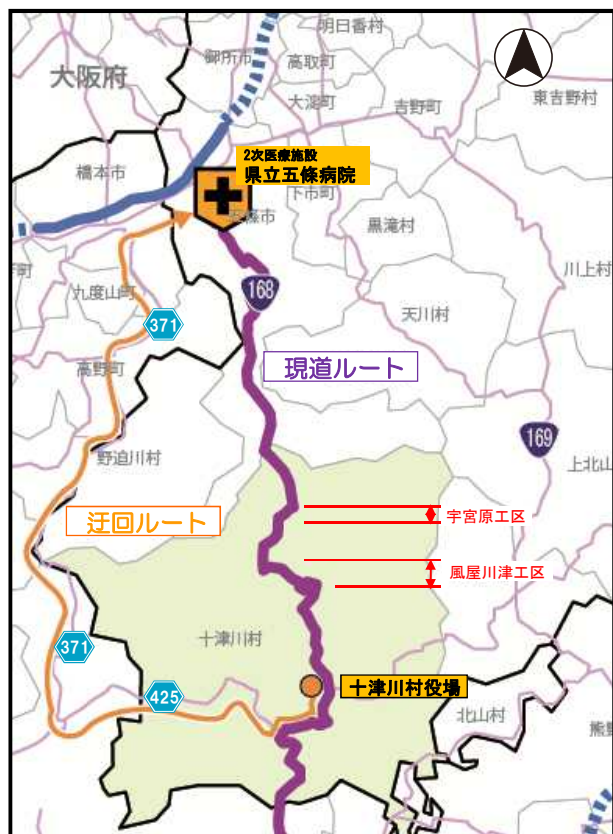 明日香村
御所市
高取町
大阪府
大淀町
吉野町
東吉野村
2次医療施設
県立五條病院
橋本市
下市町
五條市
黒滝村
川上村
九度山町
168
天川村
371
現道ルート
高野町
169
野迫川村
上北山
迂回ルート
宇宮原工区
風屋川津工区
十津川村
371
425
十津川村役場
北山村
熊野